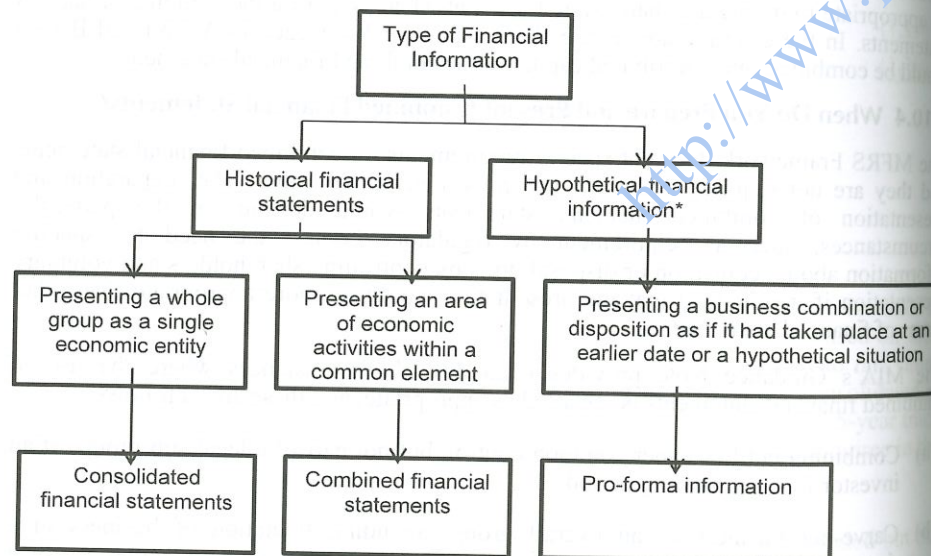 Type of Financial
Information
Historical financial
statements
Hypothetical financial
information*
Presenting a whole
group as a single
economic entity
Presenting an area
of economic
activities within a
common element
Presenting a business combination or
disposition as if it had taken place at an
earlier date or a hypothetical situation
Consolidated
financial statements
Combined financial
statements
Pro-forma information
http://www.